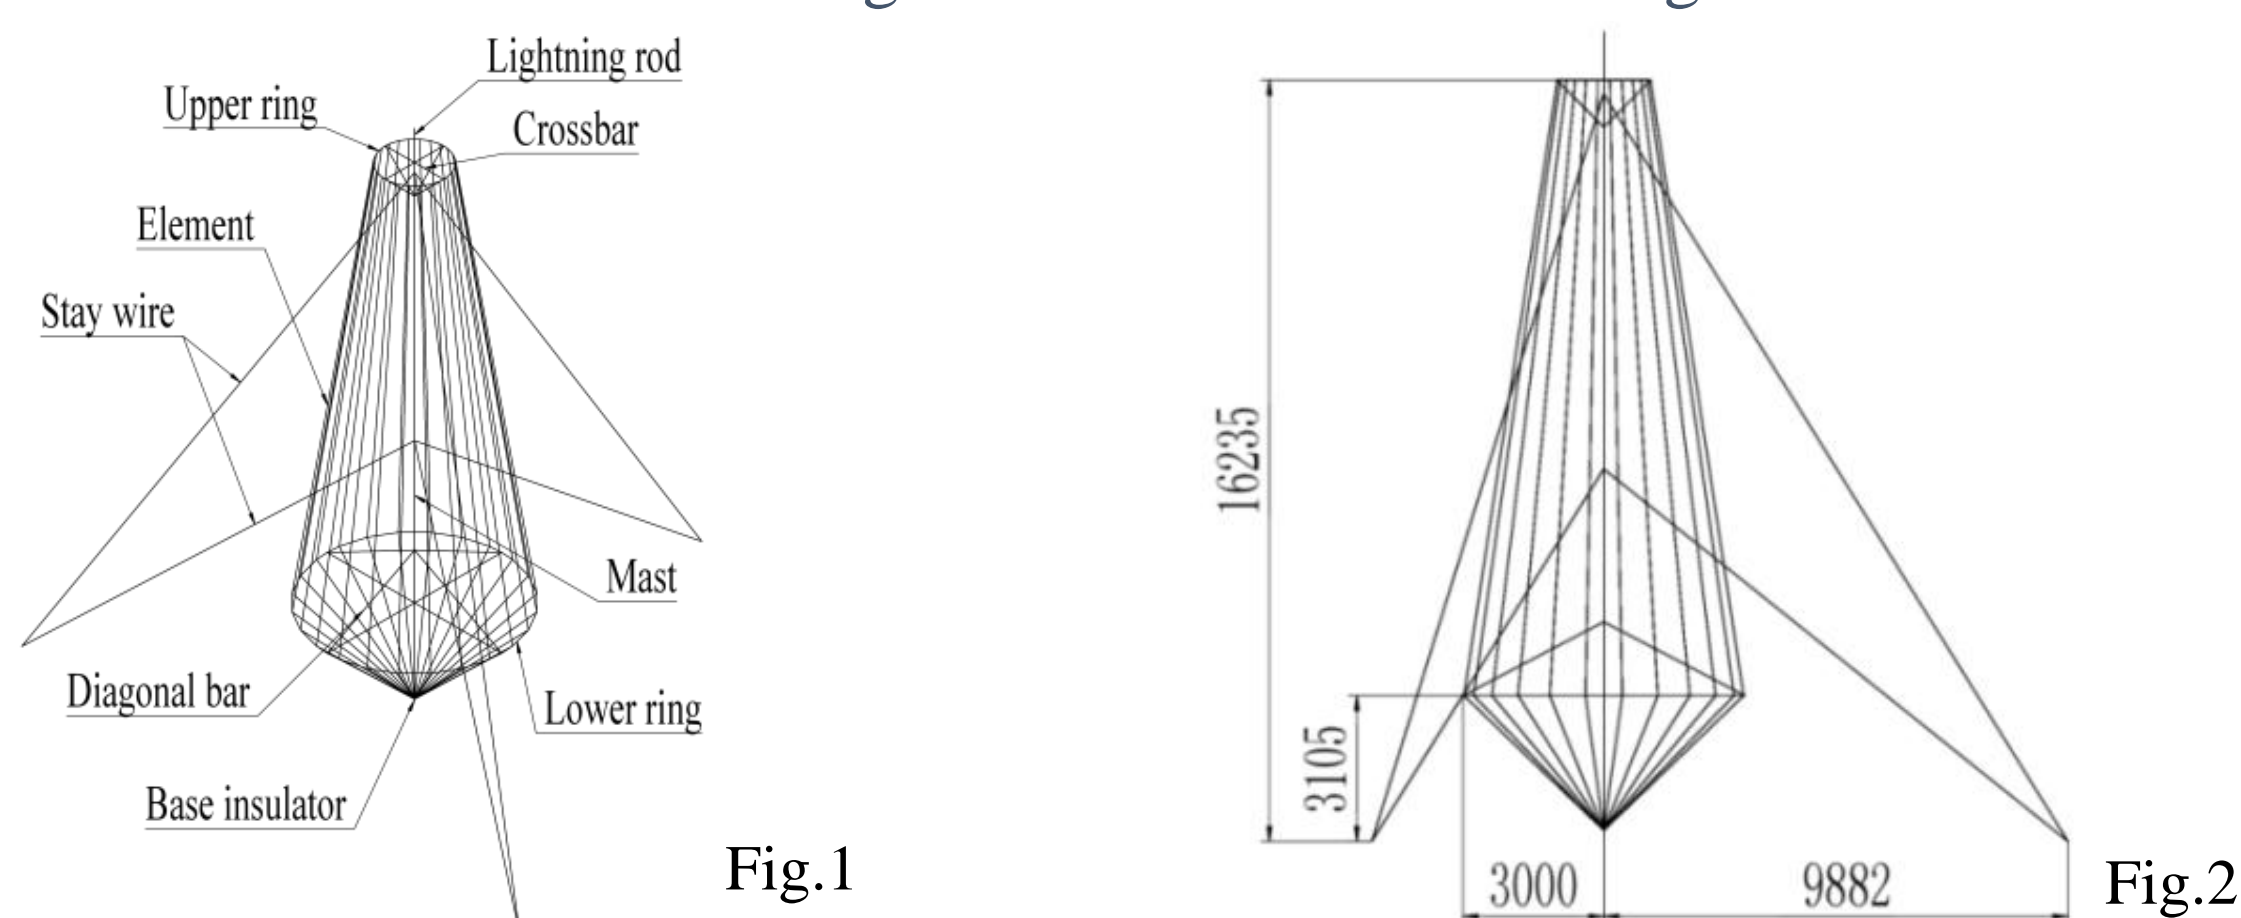 Lightning rod
Upper ring
Crossbar
Element
Stay wire
Mast
Diagonal bar
Lower ring
Base insulator
Fig.1
16235
3105
3000
9882
Fig.2